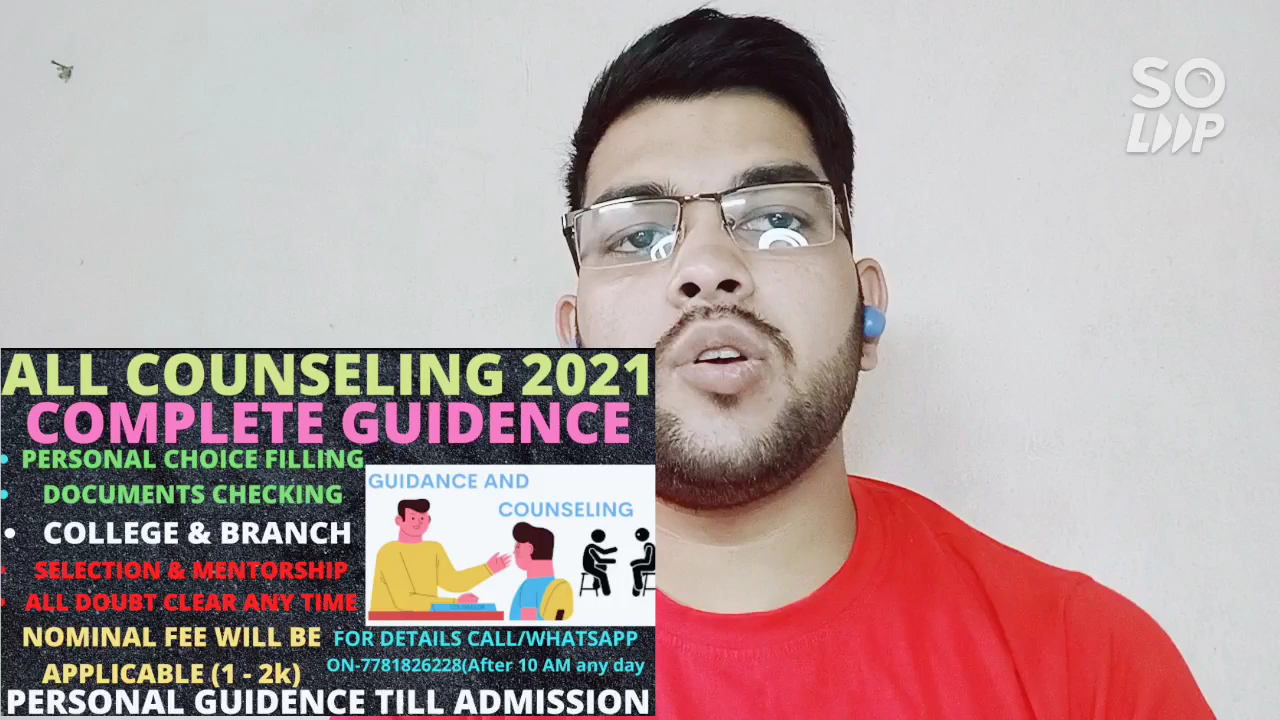 SO
LOOP
ALL COUNSELING 2021
COMPLETE GUIDENCE
• PERSONAL CHOICE FILLING
• DOCUMENTS CHECKING
• COLLEGE & BRANCH
• SELECTION & MENTORSHIP
• ALL DOUBT CLEAR ANY TIME
NOMINAL FEE WILL BE
APPLICABLE (1 - 2k)
GUIDANCE AND
COUNSELING
FOR DETAILS CALL/WHATSAPP
ON-7781826228(After 10 AM any day
PERSONAL GUIDENCE TILL ADMISSION